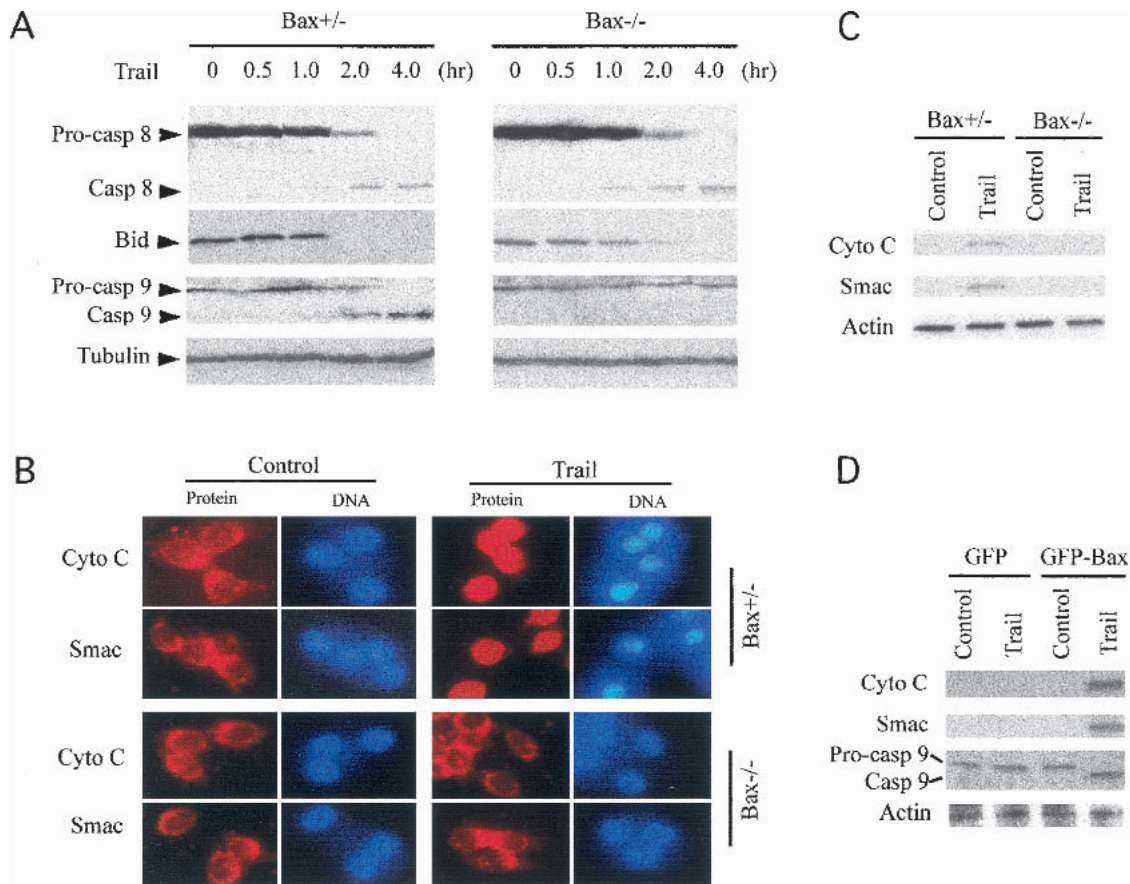 A
Bax+/- Bax-/-
Trail 0 0.5 1.0 2.0 4.0 (hr) 0 0.5 1.0 2.0 4.0 (hr)
Pro-casp 8
Casp 8
Bid
Pro-casp 9
Casp 9
Tubulin
C
Bax+/- Bax-/-
Control Trail Control Trail
Cyto C
Smac
Actin
B
Control Trail
Protein DNA Protein DNA
Cyto C
Smac
Bax+/-
Cyto C
Smac
Bax-/-
D
GFP GFP-Bax
Control Trail Control Trail
Cyto C
Smac
Pro-casp 9
Casp 9
Actin